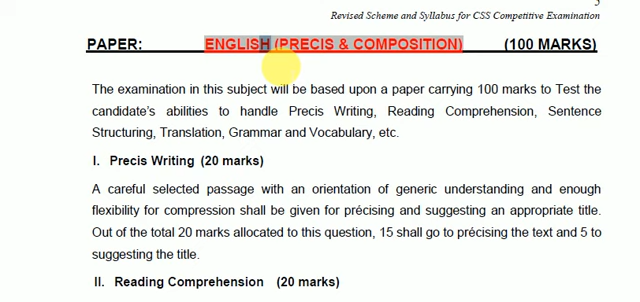 5
Revised Scheme and Syllabus for CSS Competitive Examination
PAPER: ENGLISH (PRECIS & COMPOSITION) (100 MARKS)
The examination in this subject will be based upon a paper carrying 100 marks to Test the
candidate's abilities to handle Precis Writing, Reading Comprehension, Sentence
Structuring, Translation, Grammar and Vocabulary, etc.
I. Precis Writing (20 marks)
A careful selected passage with an orientation of generic understanding and enough
flexibility for compression shall be given for précising and suggesting an appropriate title.
Out of the total 20 marks allocated to this question, 15 shall go to précising the text and 5 to
suggesting the title.
II. Reading Comprehension (20 marks)